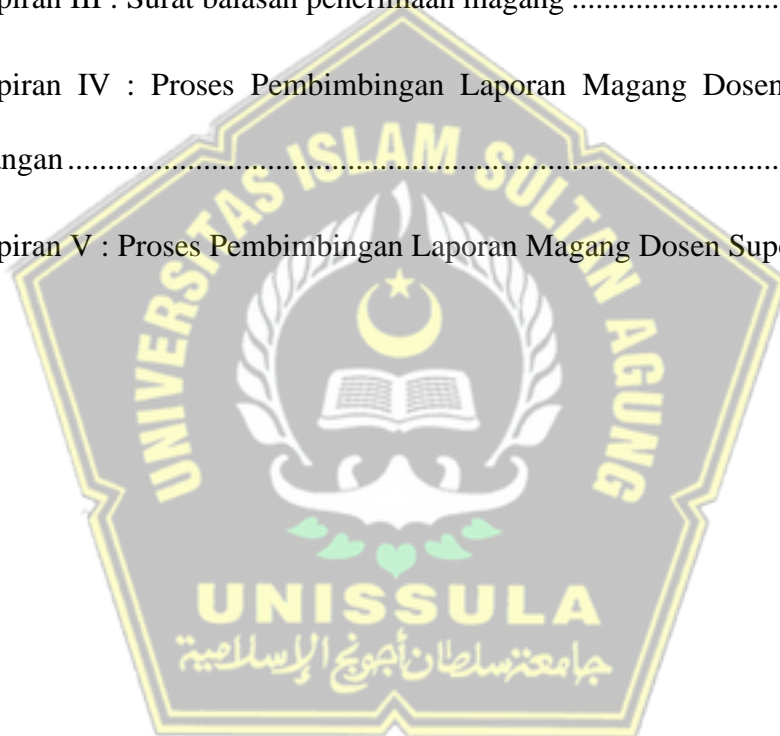 piran III : Surat balasan penerimaan magang ..........................
piran IV : Proses Pembimbingan Laporan Magang Dosen
angan...........................................................................
piran V : Proses Pembimbingan Laporan Magang Dosen Supe
UNIVERSITAS ISLAM SULTAN AGUNG
UNISSULA
جامعة سلطان أجونج الإسلامية